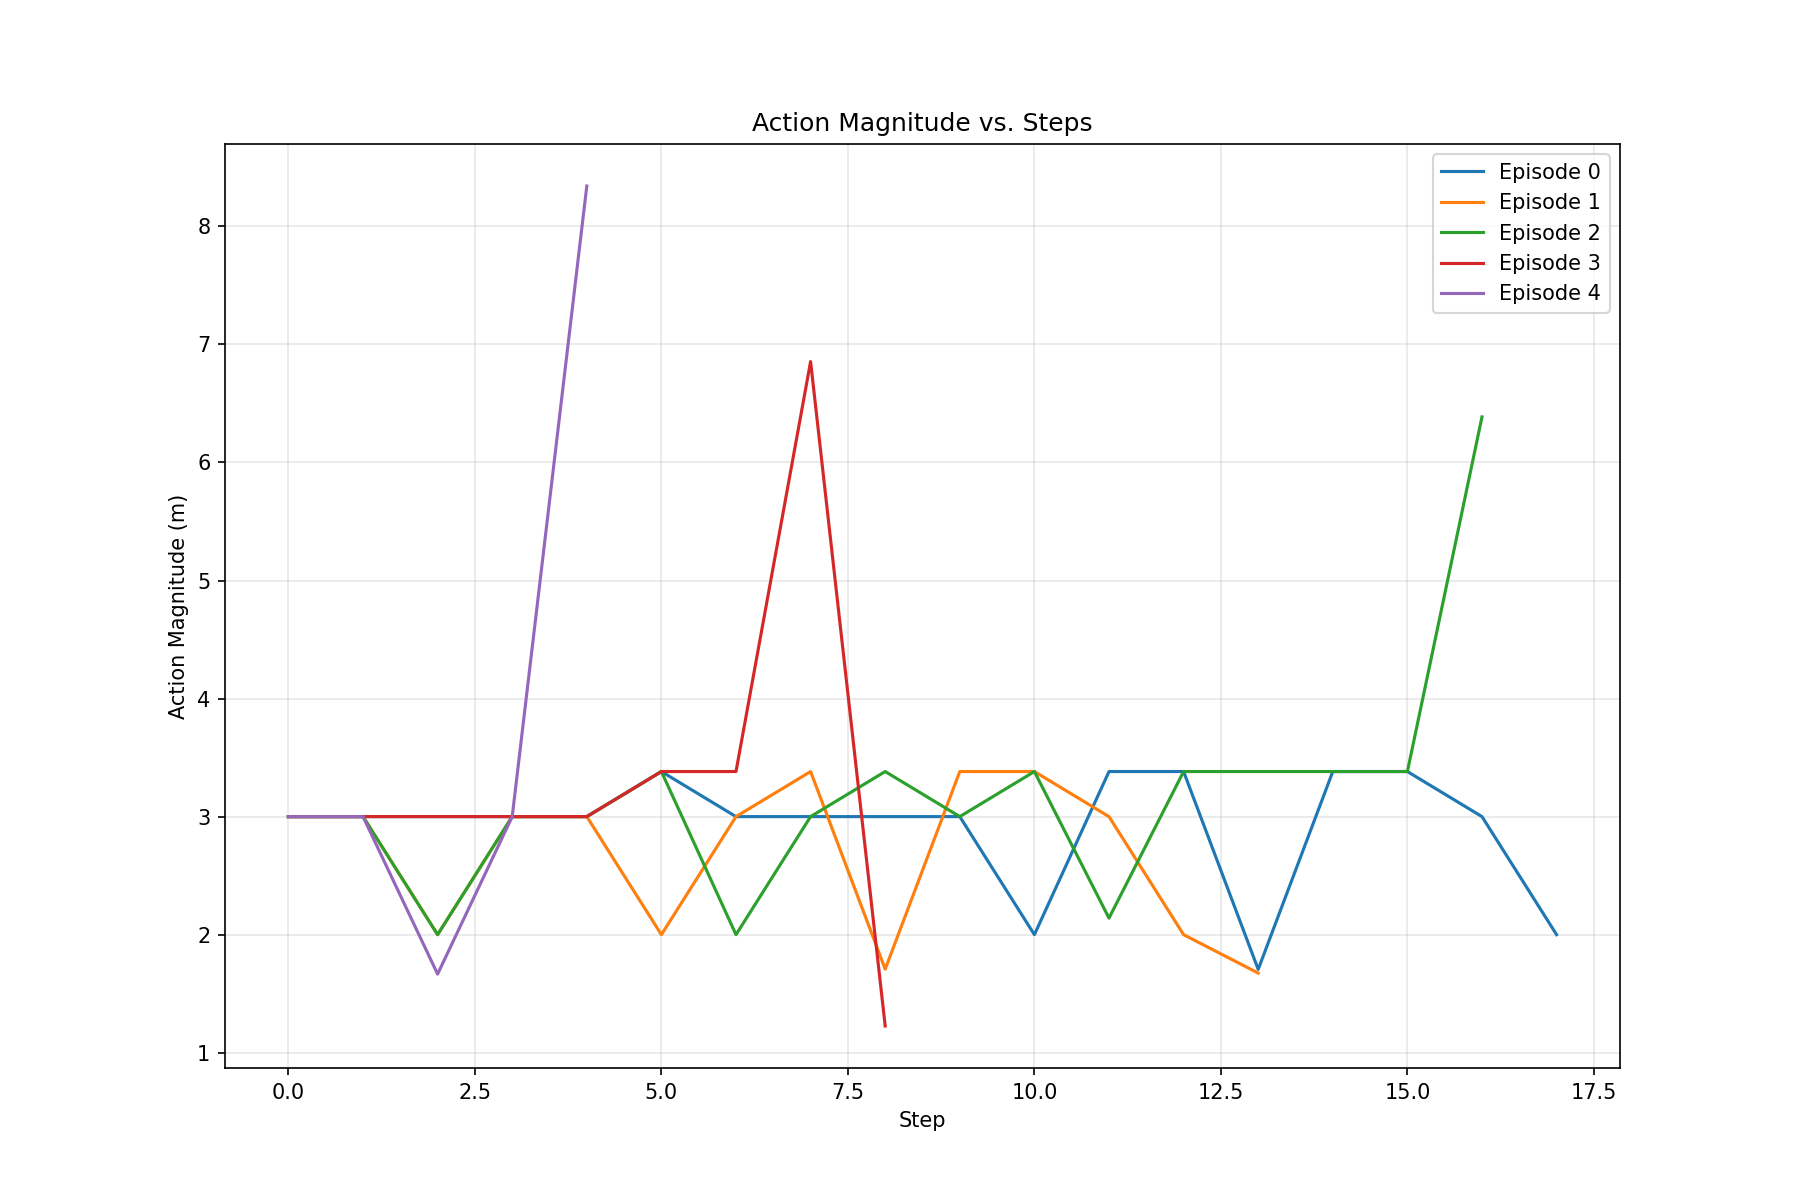 Action Magnitude vs. Steps
Episode 0
Episode 1
Episode 2
Episode 3
Episode 4
8
7
6
5
4
3
2
1
Action Magnitude (m)
0.0 2.5 5.0 7.5 10.0 12.5 15.0 17.5
Step